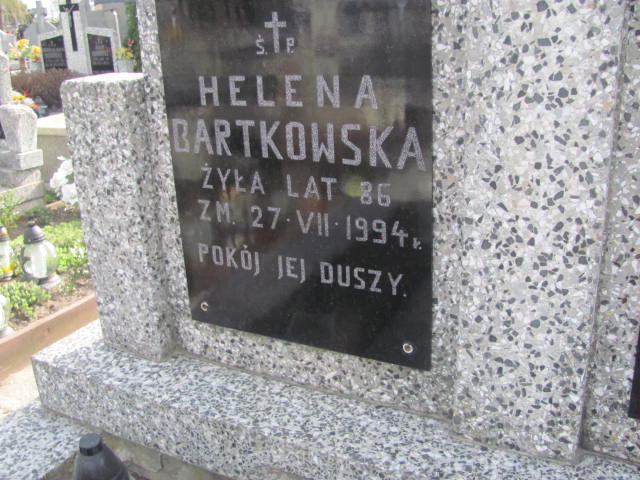 Ś P
HELENA
BARTKOWSKA
ŻYŁA LAT 86
ZM. 27·VII·1994 r.
POKÓJ JEJ DUSZY.